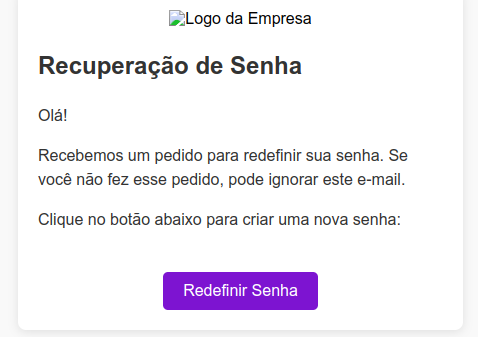 Logo da Empresa
Recuperação de Senha
Olá!
Recebemos um pedido para redefinir sua senha. Se
você não fez esse pedido, pode ignorar este e-mail.
Clique no botão abaixo para criar uma nova senha:
Redefinir Senha